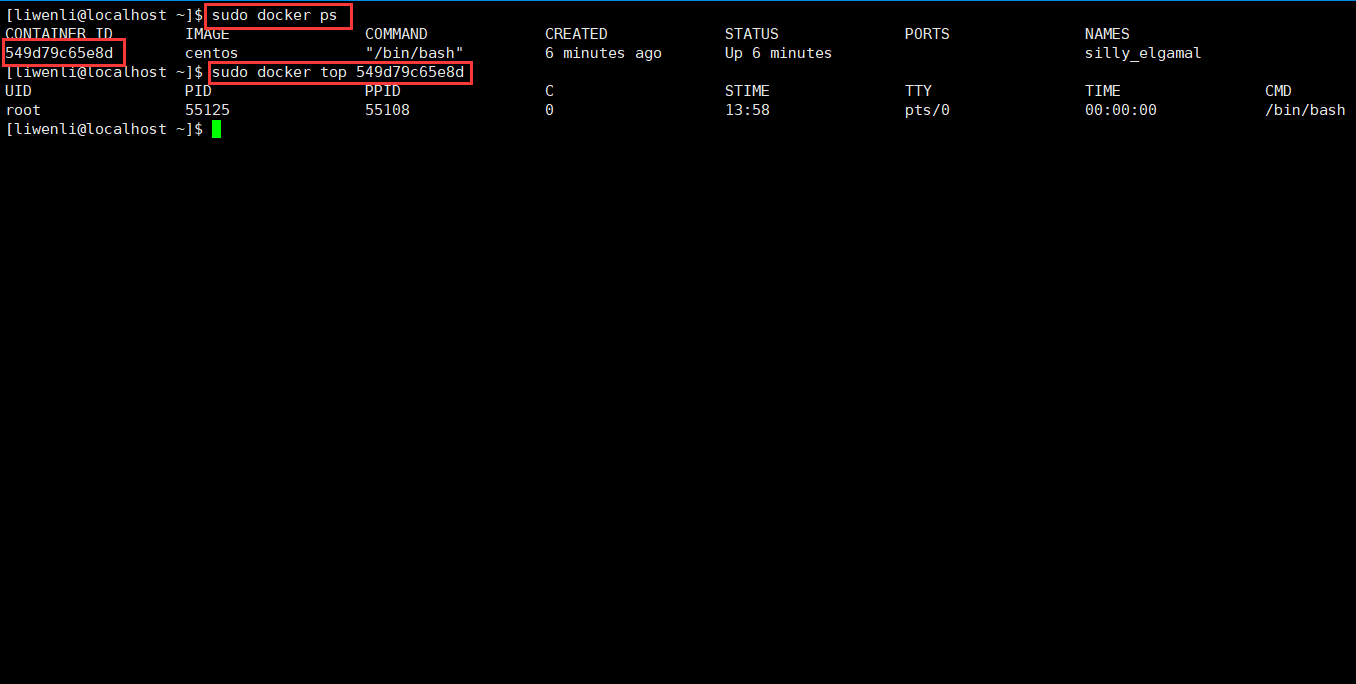 [liwenli@localhost ~]$ sudo docker ps
CONTAINER ID IMAGE COMMAND CREATED STATUS PORTS NAMES
549d79c65e8d centos "/bin/bash" 6 minutes ago Up 6 minutes silly_elgamal
[liwenli@localhost ~]$ sudo docker top 549d79c65e8d
UID PID PPID C STIME TTY TIME CMD
root 55125 55108 0 13:58 pts/0 00:00:00 /bin/bash
[liwenli@localhost ~]$